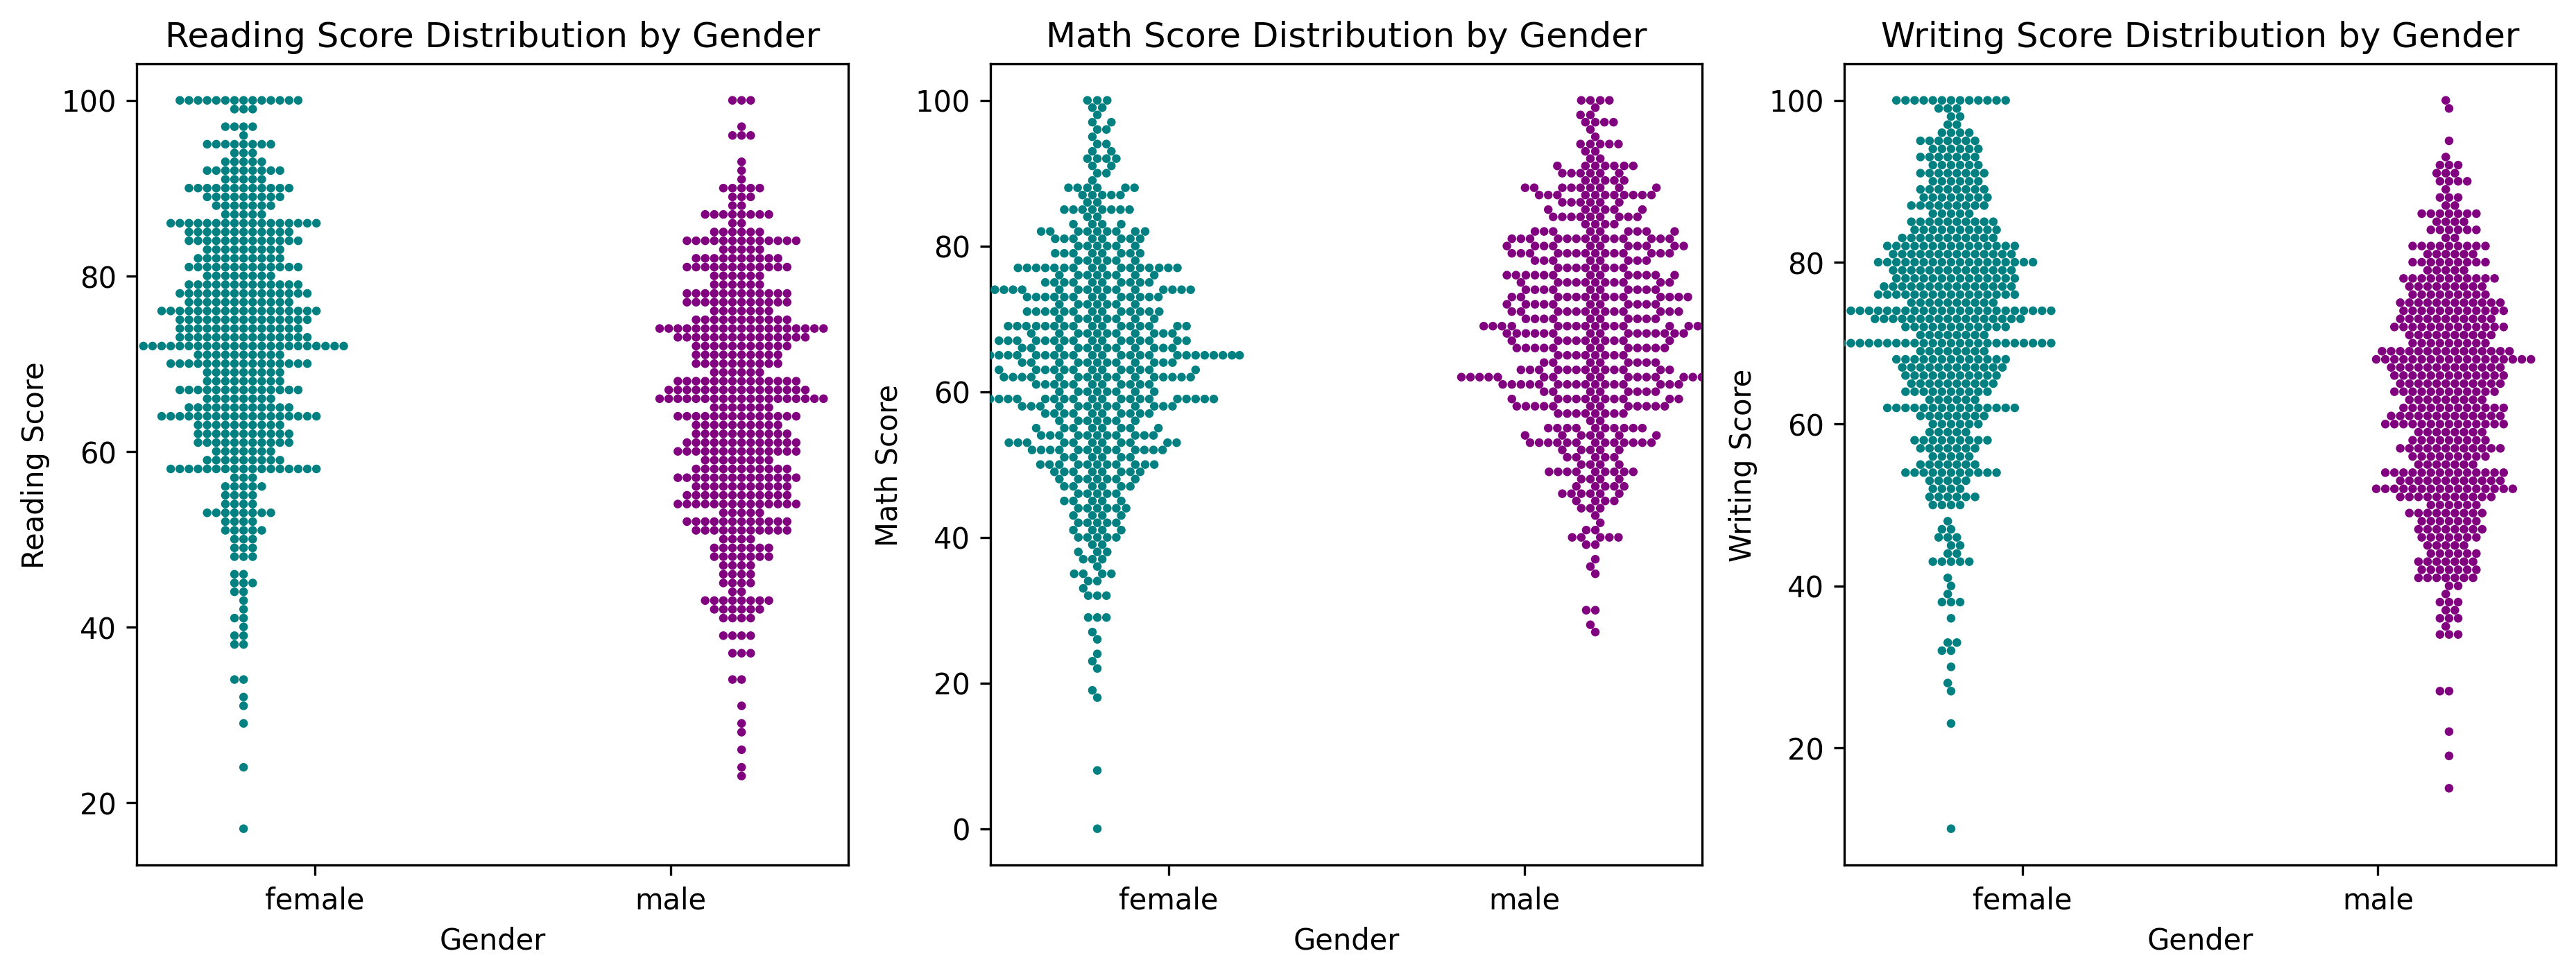 Reading Score Distribution by Gender
100
80
60
40
20
Reading Score
female
male
Gender
Math Score Distribution by Gender
100
80
60
40
20
0
Math Score
female
male
Gender
Writing Score Distribution by Gender
100
80
60
40
20
Writing Score
female
male
Gender